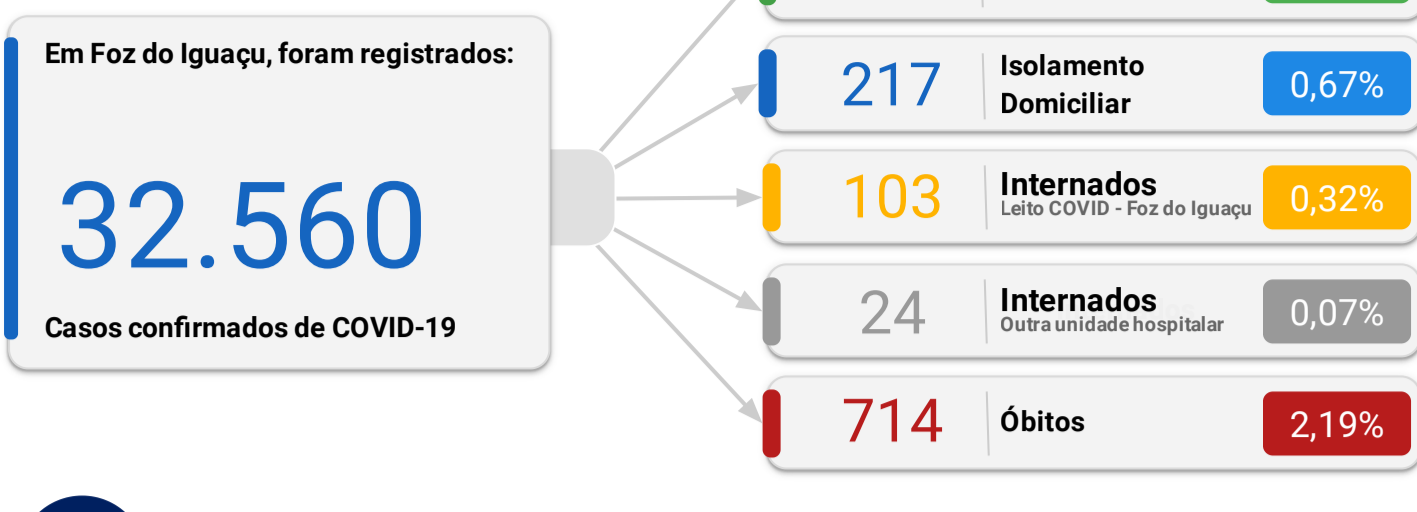 Em Foz do Iguaçu, foram registrados:
32.560
Casos confirmados de COVID-19
217
Isolamento
Domiciliar
0,67%
103
Internados
Leito COVID - Foz do Iguaçu
0,32%
24
Internados
Outra unidade hospitalar
0,07%
714
Óbitos
2,19%